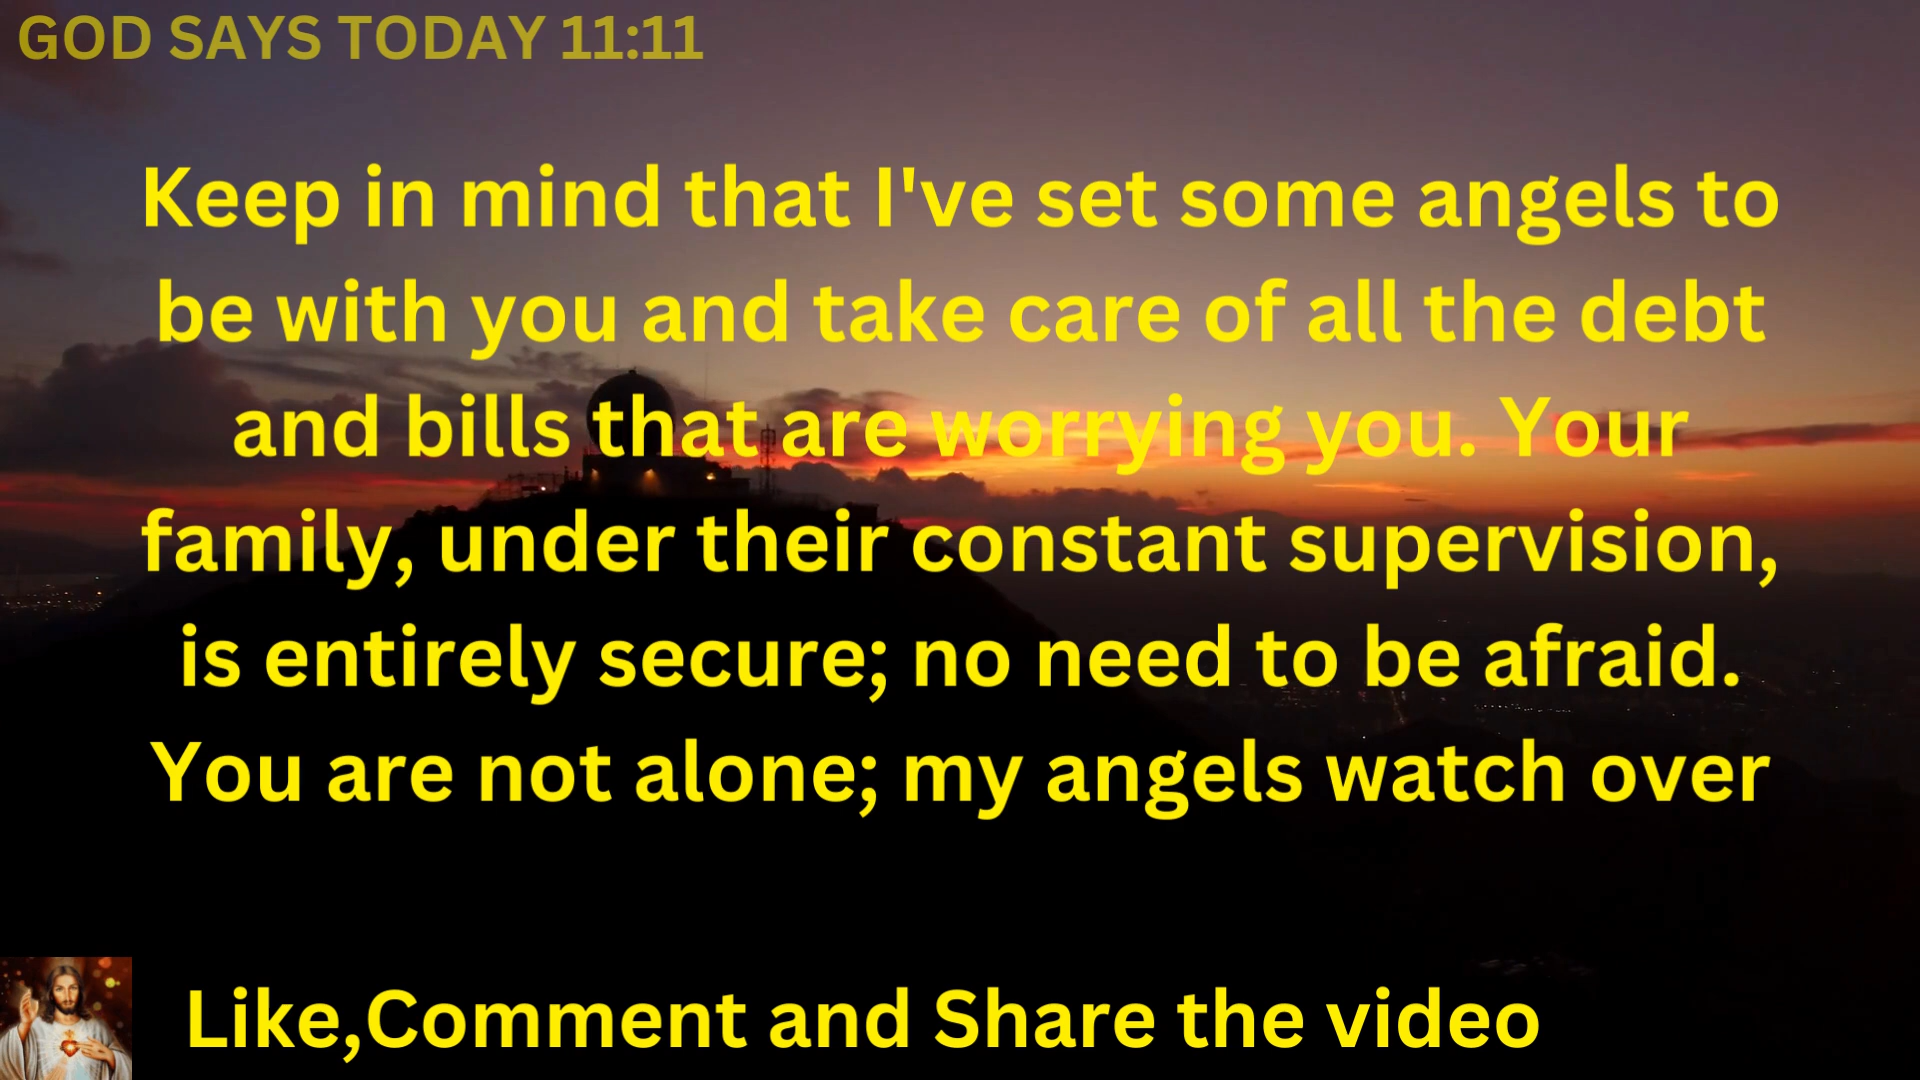 GOD SAYS TODAY 11:11
Keep in mind that I've set some angels to
be with you and take care of all the debt
and bills that are worrying you. Your
family, under their constant supervision,
is entirely secure; no need to be afraid.
You are not alone; my angels watch over
Like,Comment and Share the video